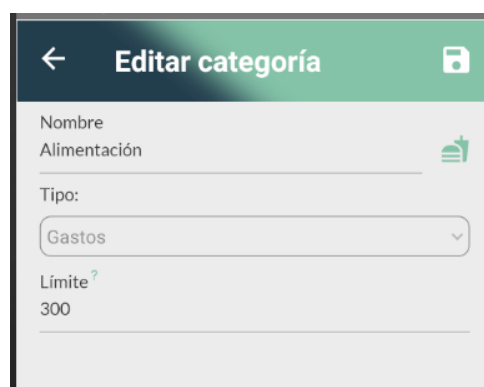 Editar categoría
Nombre
Alimentación
Tipo:
Gastos
Límite ?
300